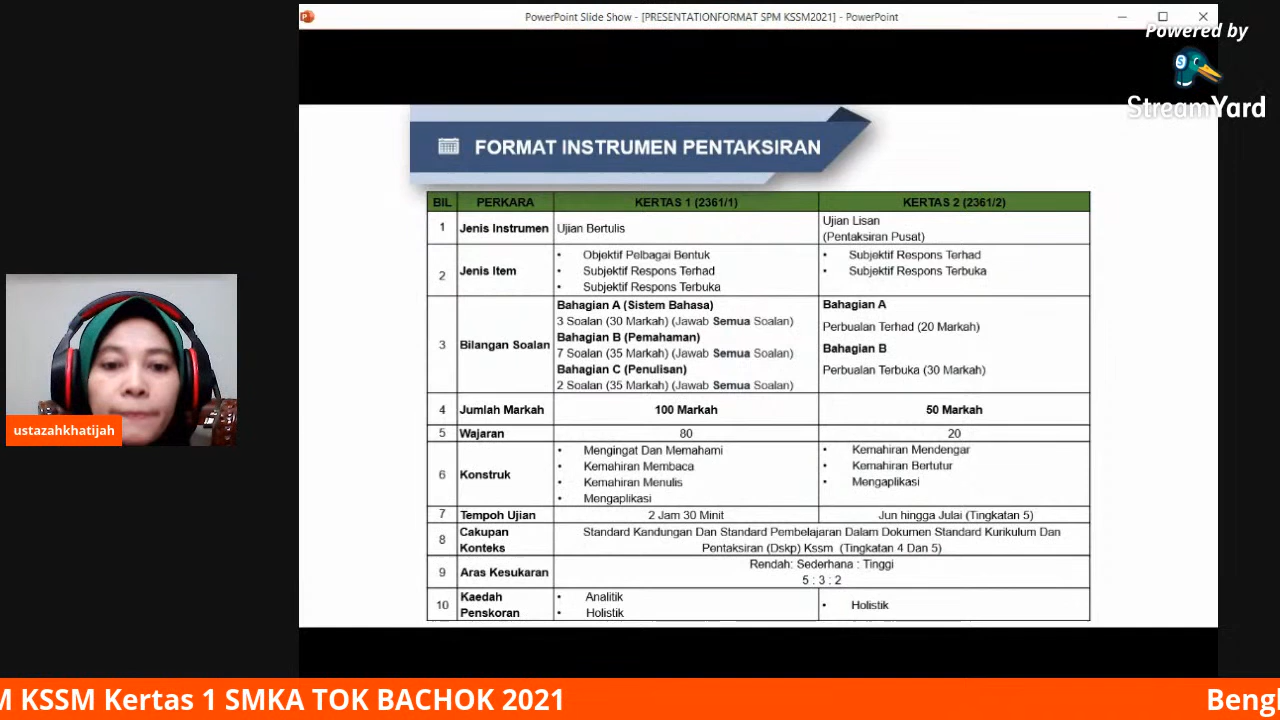 PowerPoint Slide Show - [PRESENTATIONFORMAT SPM KSSM2021] - PowerPoint
Powered by
StreamYard
FORMAT INSTRUMEN PENTAKSIRAN
BIL PERKARA KERTAS 1 (2361/1) KERTAS 2 (2361/2)
1 Jenis Instrumen Ujian Bertulis Ujian Lisan
(Pentaksiran Pusat)
2 Jenis Item
• Objektif Pelbagai Bentuk
• Subjektif Respons Terhad
• Subjektif Respons Terbuka
• Subjektif Respons Terhad
• Subjektif Respons Terbuka
3 Bilangan Soalan
Bahagian A (Sistem Bahasa)
3 Soalan (30 Markah) (Jawab Semua Soalan)
Bahagian B (Pemahaman)
7 Soalan (35 Markah) (Jawab Semua Soalan)
Bahagian C (Penulisan)
2 Soalan (35 Markah) (Jawab Semua Soalan)
Bahagian A
Perbualan Terhad (20 Markah)
Bahagian B
Perbualan Terbuka (30 Markah)
4 Jumlah Markah 100 Markah 50 Markah
5 Wajaran 80 20
6 Konstruk
• Mengingat Dan Memahami
• Kemahiran Membaca
• Kemahiran Menulis
• Mengaplikasi
• Kemahiran Mendengar
• Kemahiran Bertutur
• Mengaplikasi
7 Tempoh Ujian 2 Jam 30 Minit Jun hingga Julai (Tingkatan 5)
8 Cakupan
Konteks
Standard Kandungan Dan Standard Pembelajaran Dalam Dokumen Standard Kurikulum Dan
Pentaksiran (Dskp) Kssm (Tingkatan 4 Dan 5)
9 Aras Kesukaran
Rendah: Sederhana : Tinggi
5 : 3 : 2
10 Kaedah
Penskoran
• Analitik
• Holistik
• Holistik
ustazahkhatijah
M KSSM Kertas 1 SMKA TOK BACHOK 2021